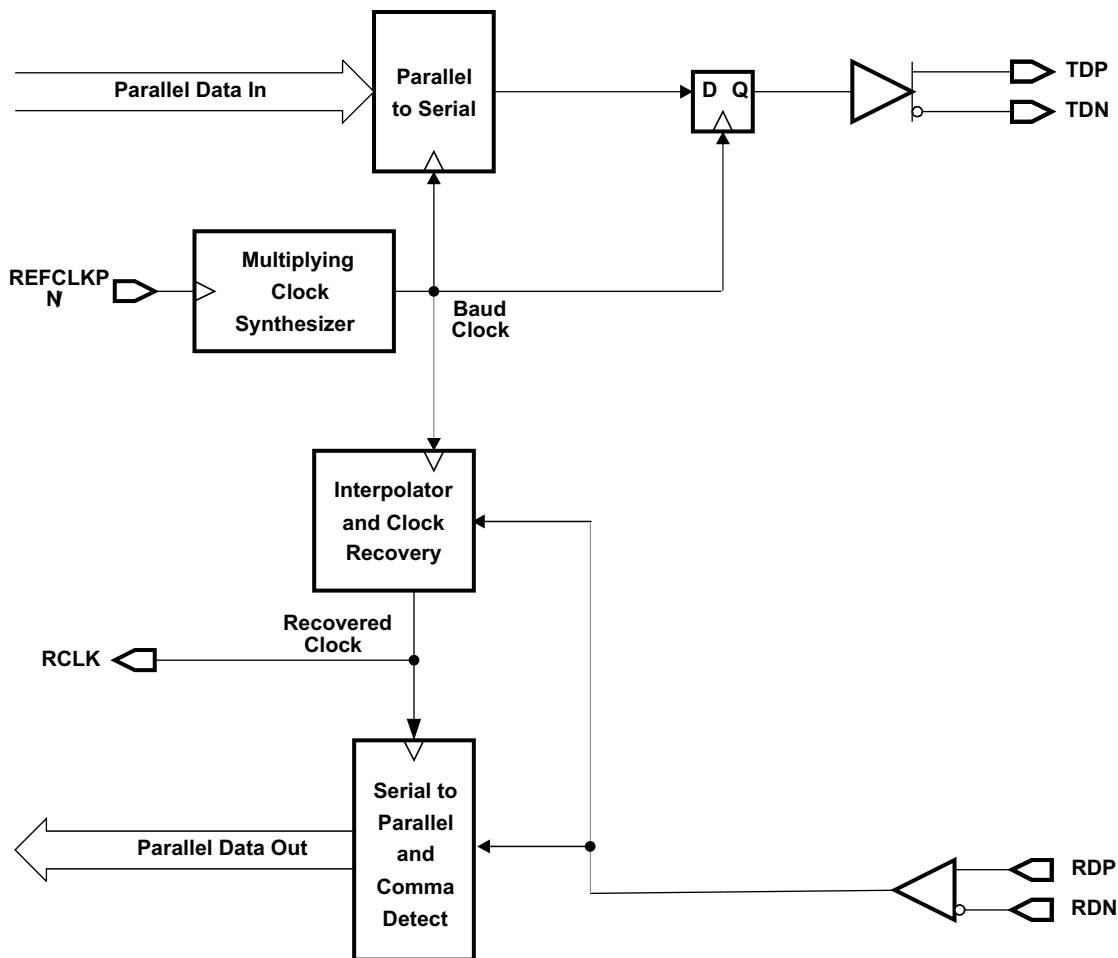 Parallel Data In
Parallel
to Serial
D Q
TDP
TDN
REFCLKP
N/
Multiplying
Clock
Synthesizer
Baud
Clock
Interpolator
and Clock
Recovery
Recovered
Clock
RCLK
Serial to
Parallel
and
Comma
Detect
Parallel Data Out
RDP
RDN